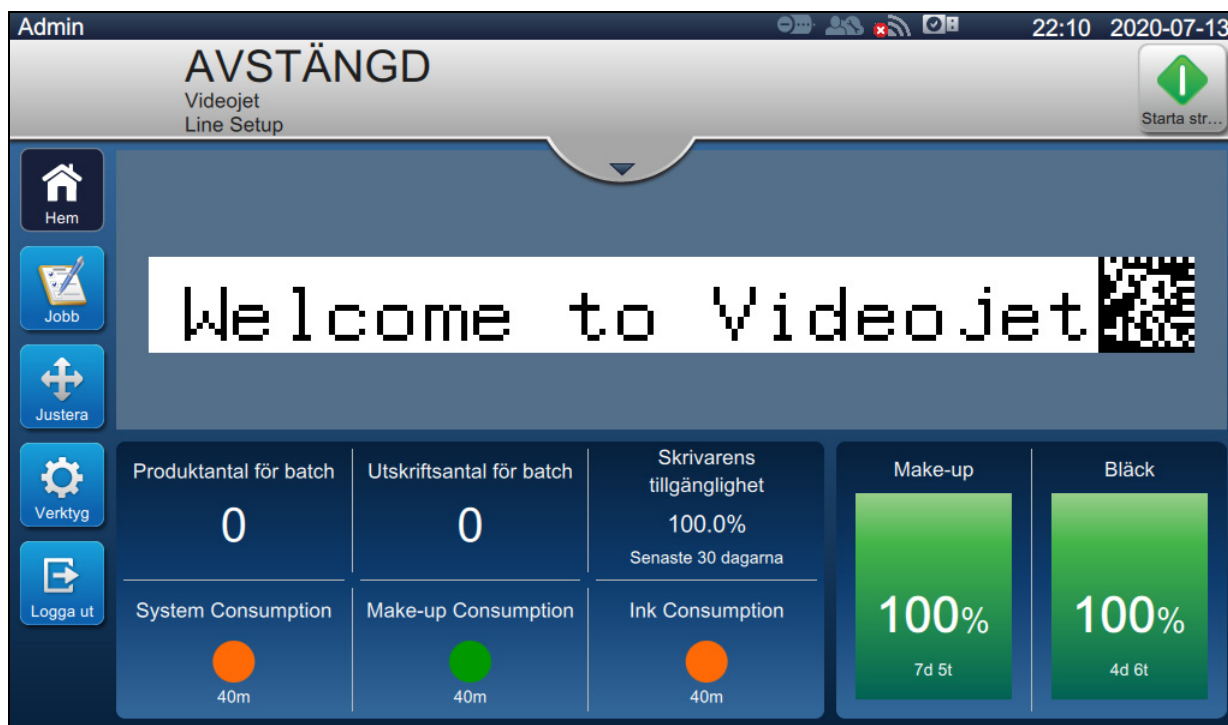 Admin
22:10 2020-07-13
AVSTÄNGD
Videojet
Line Setup
Starta str...
Hem
Jobb
Justera
Verktyg
Logga ut
Welcome to Videojet
Produktantal för batch
0
Utskriftsantal för batch
0
Skrivarens
tillgänglighet
100.0%
Senaste 30 dagarna
System Consumption
40m
Make-up Consumption
40m
Ink Consumption
40m
Make-up
100%
7d 5t
Bläck
100%
4d 6t